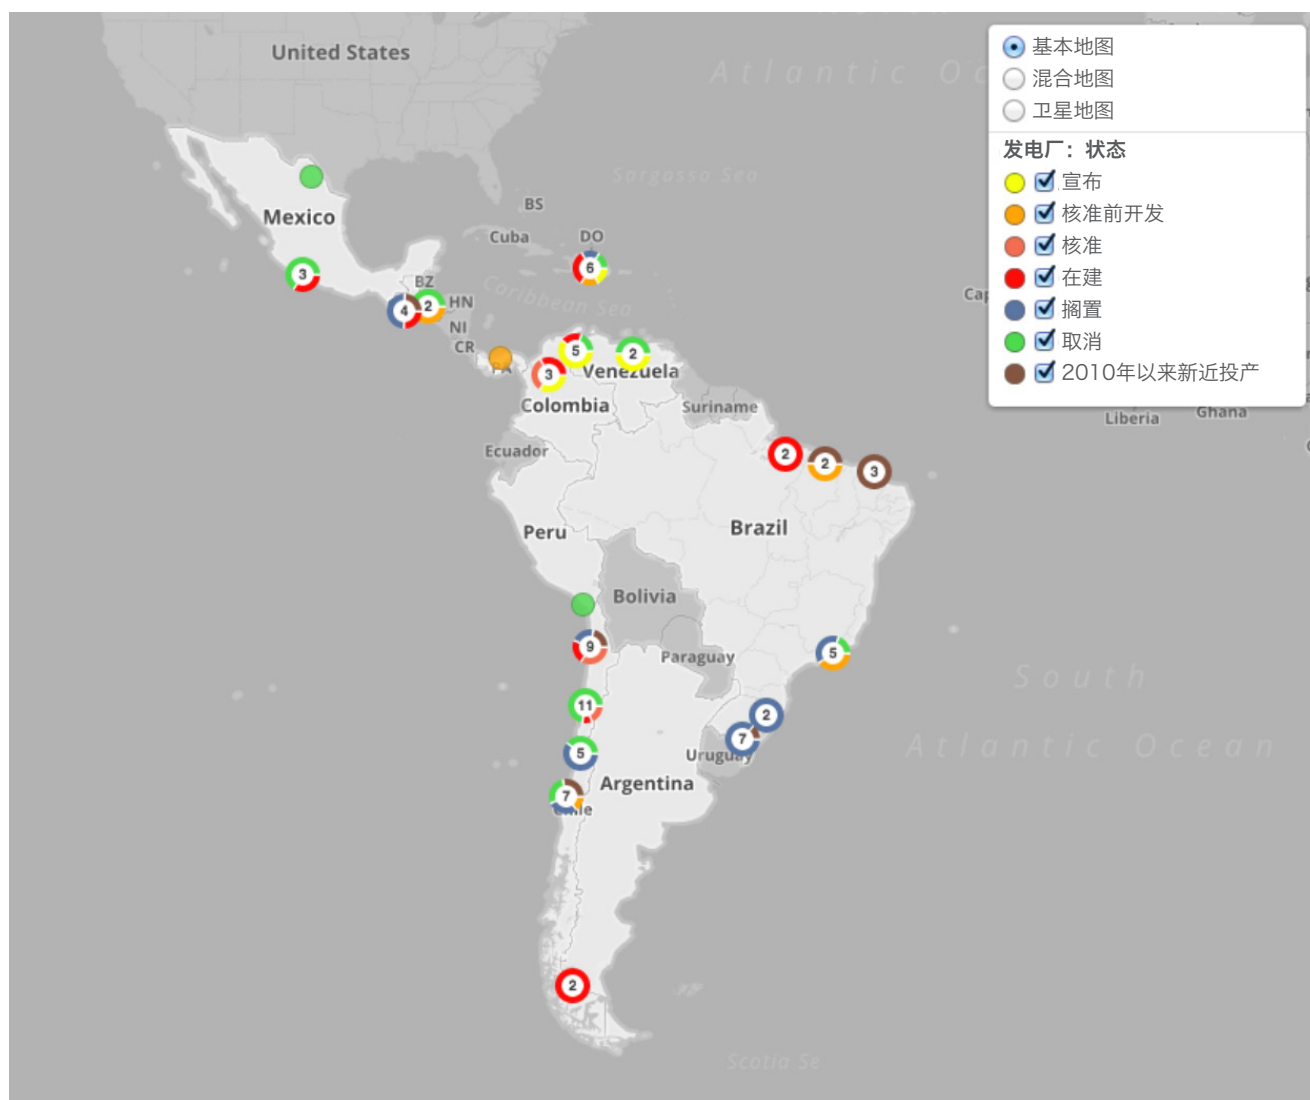 United States
Atlantic Oc
基本地图
混合地图
卫星地图
发电厂：状态
宣布
核准前开发
核准
在建
搁置
取消
2010年以来新近投产
Sargasso Sea
BS
Mexico
Cuba
DO
3
6
BZ
Caribbean Sea
4
2
HN
NI
CR
PA
5
2
3
Venezuela
Colombia
Suriname
Liberia
Ghana
Ecuador
2
2
3
Peru
Brazil
Bolivia
9
Paraguay
5
South
11
2
7
5
Uruguay
Atlantic Ocean
Argentina
7
Chile
2
Scotia Se